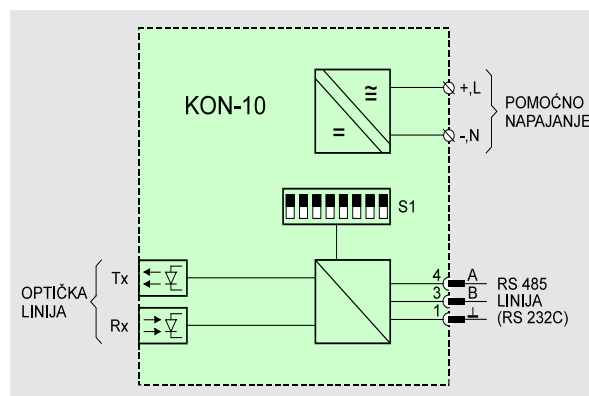 KON-10
≅
=
+,L
-,N
POMOĆNO
NAPAJANJE
S1
OPTIČKA
LINIJA
Tx
Rx
4 A
3 B
1 ⊥
RS 485
LINIJA
(RS 232C)